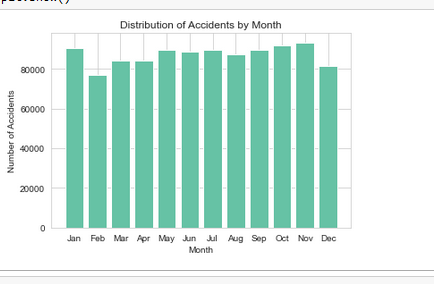 Distribution of Accidents by Month
80000
60000
40000
20000
0
Number of Accidents
Jan Feb Mar Apr May Jun Jul Aug Sep Oct Nov Dec
Month